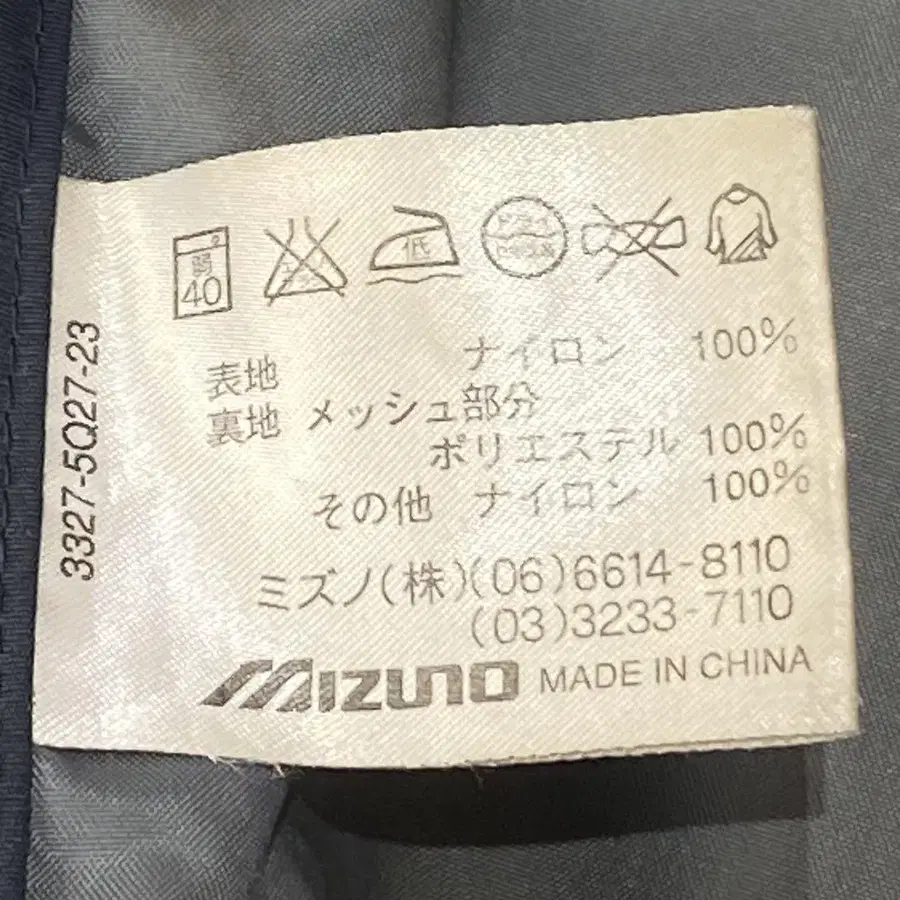 弱
40
低
表地 ナイロン 100%
裏地 メッシュ部分
ポリエステル 100%
その他 ナイロン 100%
ミズノ(株)(06)6614-8110
(03)3233-7110
MIZUNO MADE IN CHINA
3327-5Q27-23